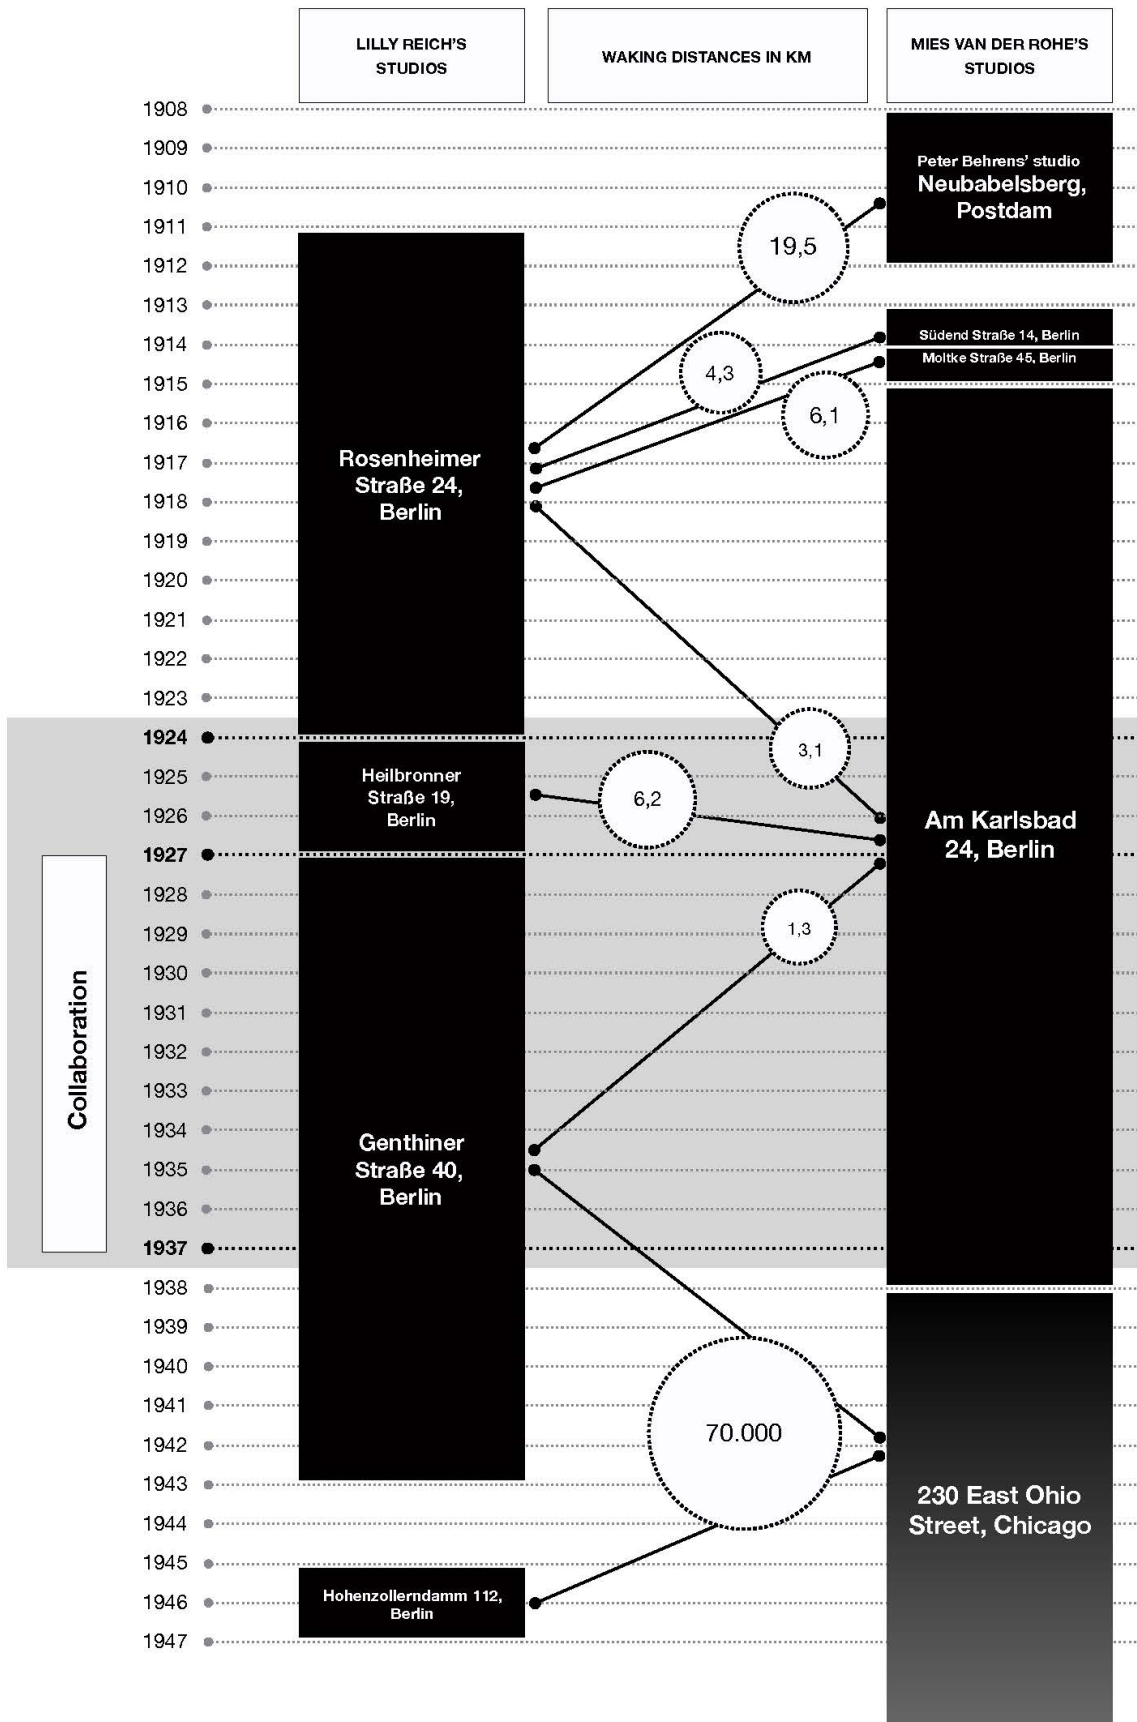 LILLY REICH'S
STUDIOS
WAKING DISTANCES IN KM
MIES VAN DER ROHE'S
STUDIOS
1908
1909
1910
1911
1912
1913
1914
1915
1916
1917
1918
1919
1920
1921
1922
1923
1924
1925
1926
1927
1928
1929
1930
1931
1932
1933
1934
1935
1936
1937
1938
1939
1940
1941
1942
1943
1944
1945
1946
1947
Collaboration
Rosenheimer
Straße 24,
Berlin
Heilbronner
Straße 19,
Berlin
Genthiner
Straße 40,
Berlin
Hohenzollerndamm 112,
Berlin
19,5
4,3
6,1
3,1
6,2
1,3
70.000
Peter Behrens' studio
Neubabelsberg,
Postdam
Südend Straße 14, Berlin
Moltke Straße 45, Berlin
Am Karlsbad
24, Berlin
230 East Ohio
Street, Chicago